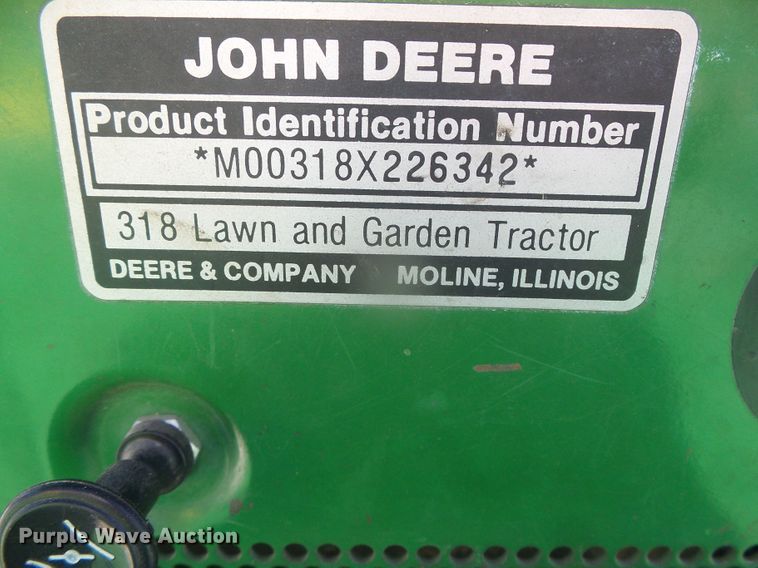 JOHN DEERE
Product Identification Number
*M00318X226342*
318 Lawn and Garden Tractor
DEERE & COMPANY MOLINE, ILLINOIS
Purple Wave Auction